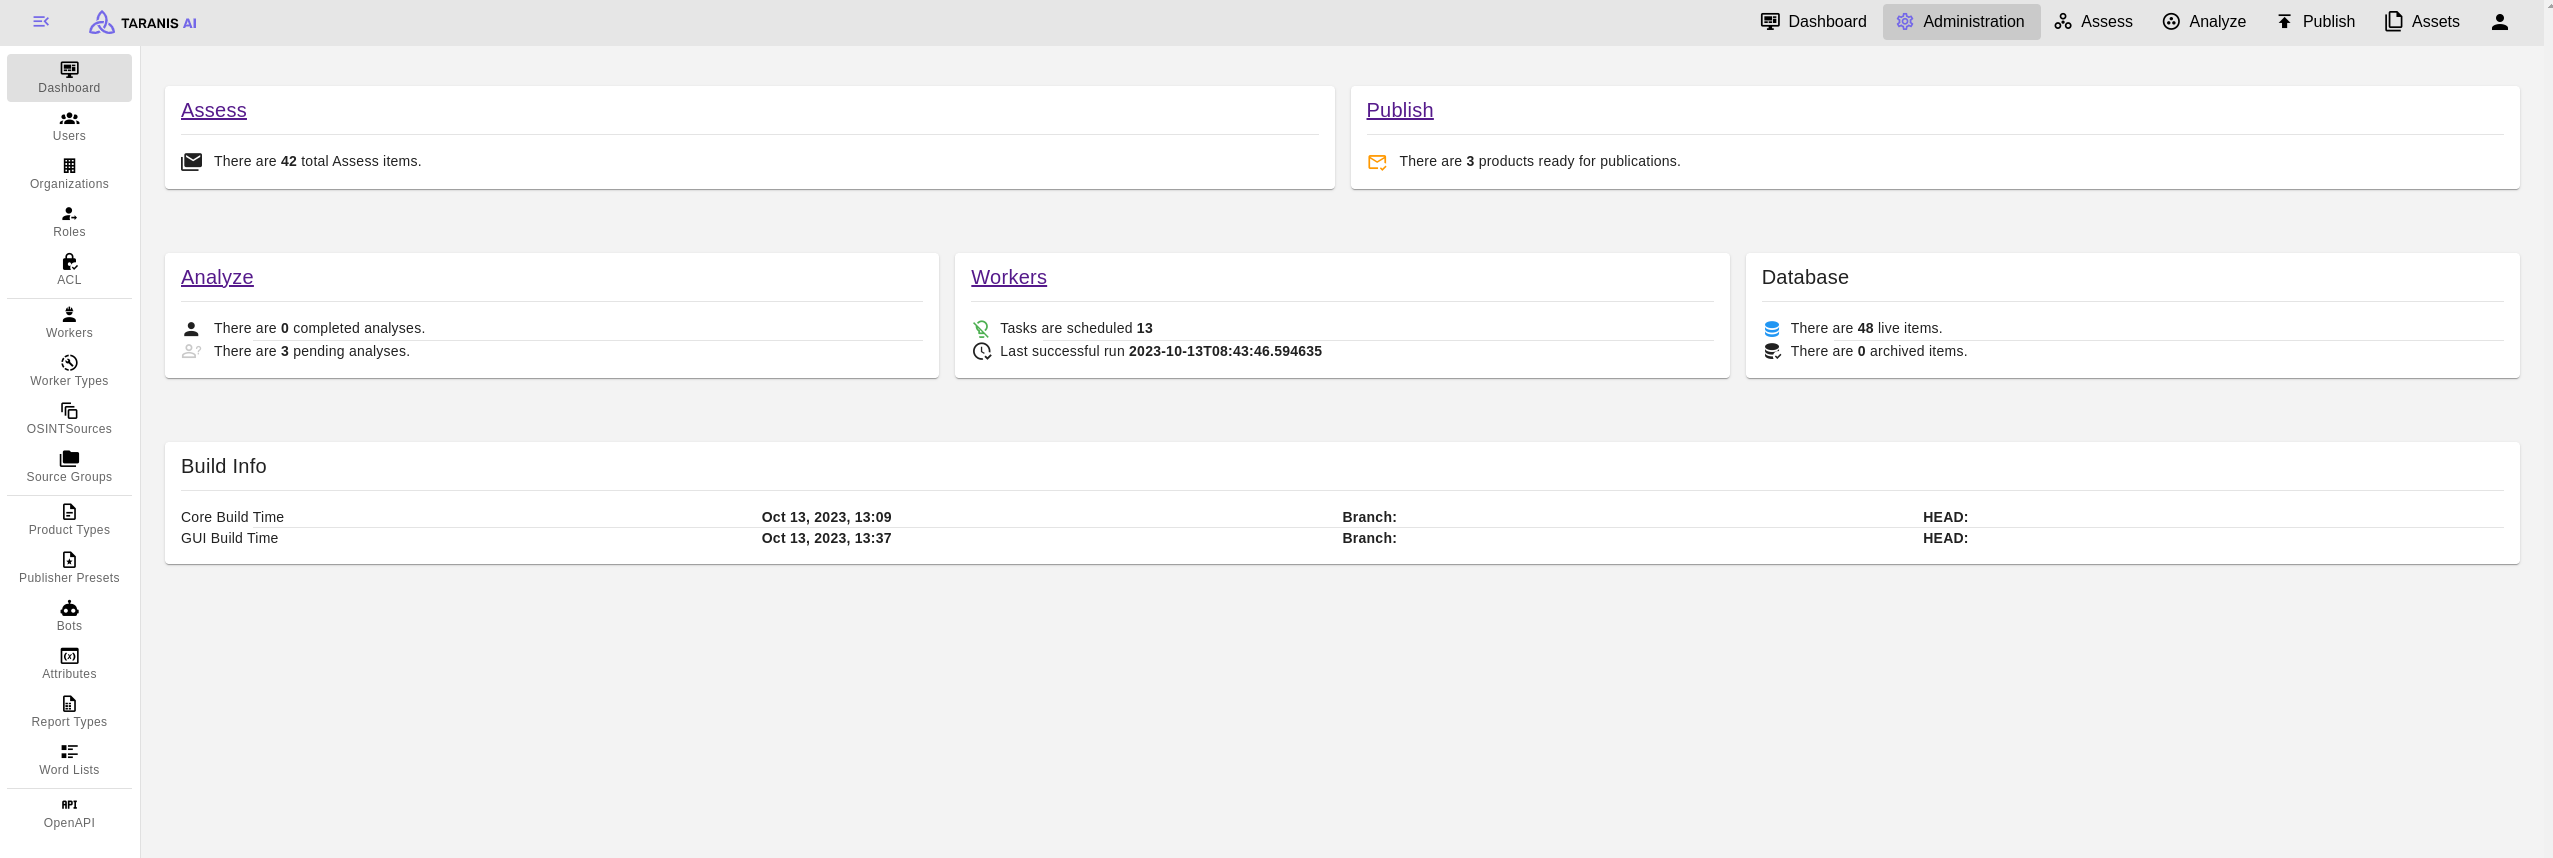 TARANIS AI
Dashboard
Administration
Assess
Analyze
Publish
Assets
Dashboard
Users
Organizations
Roles
ACL
Workers
Worker Types
OSINTSources
Source Groups
Product Types
Publisher Presets
Bots
Attributes
Report Types
Word Lists
API
OpenAPI
Assess
There are 42 total Assess items.
Publish
There are 3 products ready for publications.
Analyze
There are 0 completed analyses.
There are 3 pending analyses.
Workers
Tasks are scheduled 13
Last successful run 2023-10-13T08:43:46.594635
Database
There are 48 live items.
There are 0 archived items.
Build Info
Core Build Time Oct 13, 2023, 13:09 Branch: HEAD:
GUI Build Time Oct 13, 2023, 13:37 Branch: HEAD: